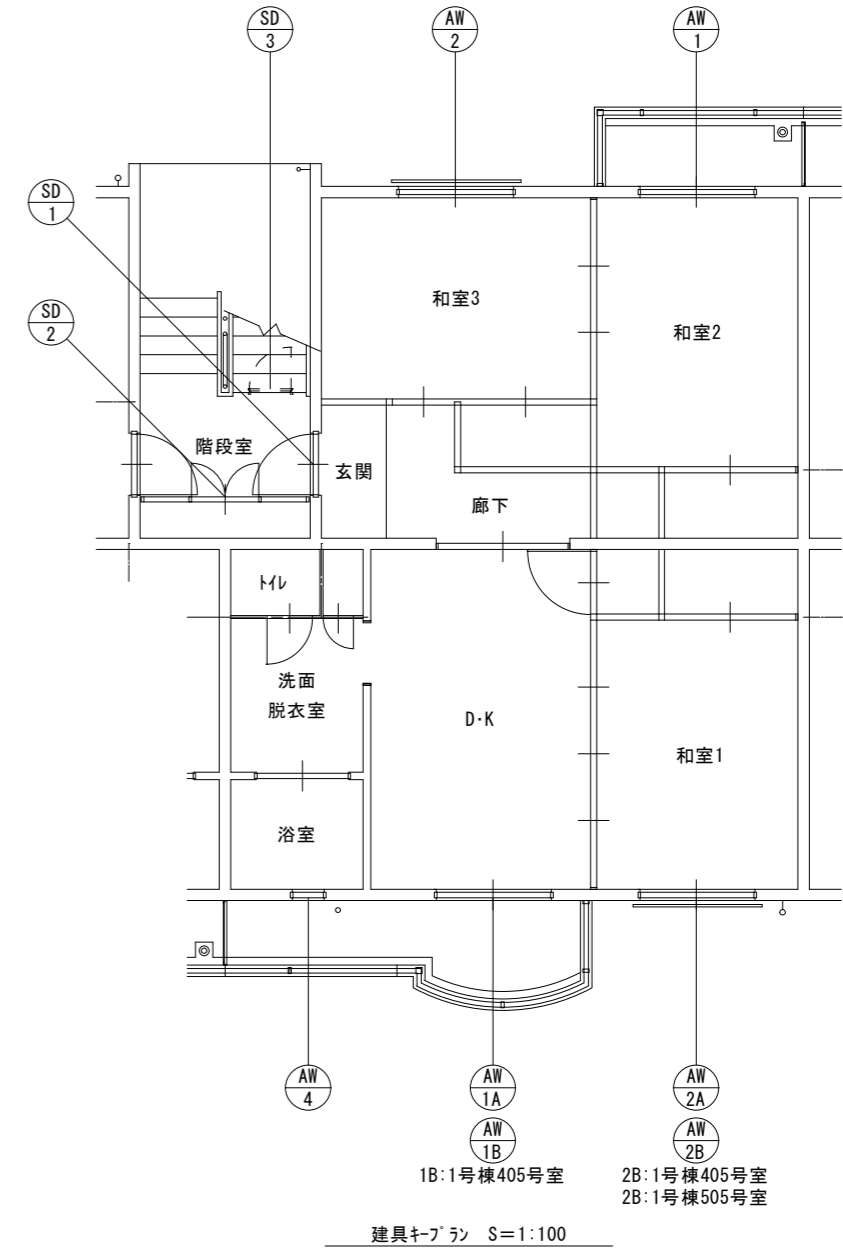 SD
3
AW
2
AW
1
SD
1
SD
2
和室3
和室2
階段室
玄関
廊下
トイレ
洗面
脱衣室
D・K
和室1
浴室
AW
4
AW
1A
AW
2A
AW
1B
AW
2B
1B:1号棟405号室
2B:1号棟405号室
2B:1号棟505号室
建具キープラン S=1:100